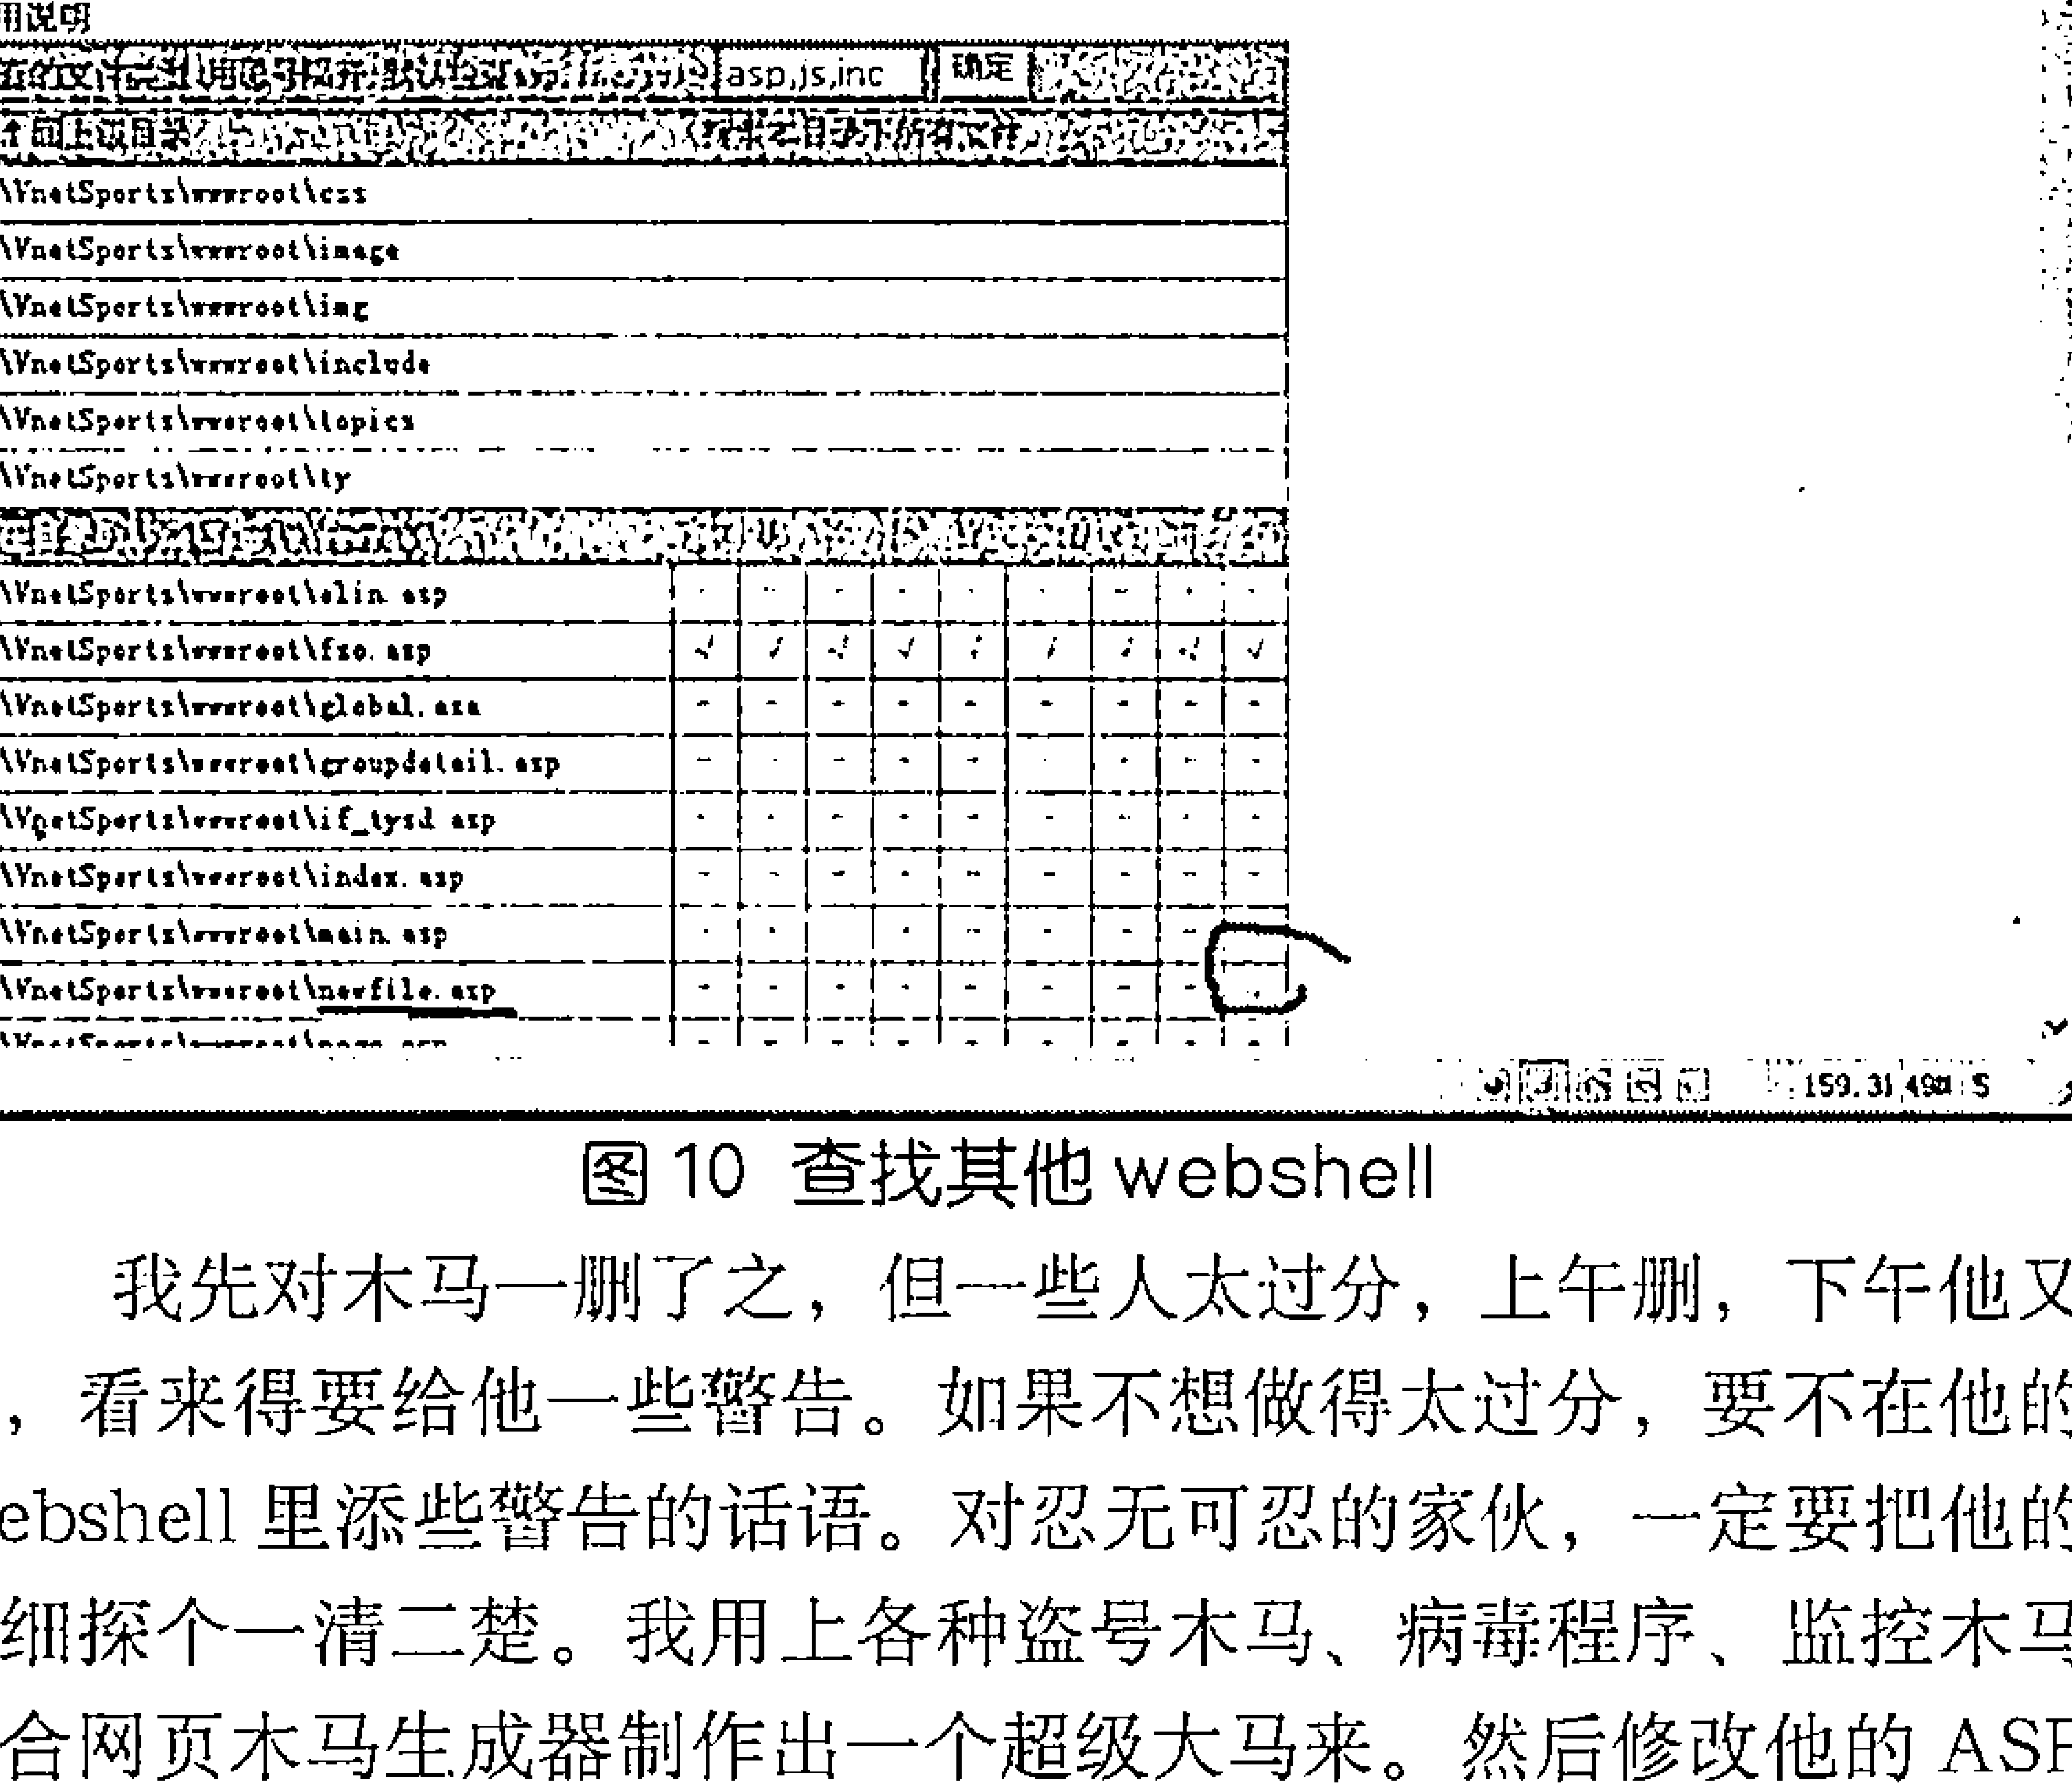 用说明
asp,js,inc 确定
\VnetSports\wwwroot\css
\VnetSports\wwwroot\image
\VnetSports\wwwroot\img
\VnetSports\wwwroot\include
\VnetSports\wwwroot\topics
\VnetSports\wwwroot\ty
\VnetSports\wwwroot\elin.asp - - - - - - - - -
\VnetSports\wwwroot\fso.asp √ √ √ √ √ √ √ √ √
\VnetSports\wwwroot\global.asa - - - - - - - - -
\VnetSports\wwwroot\groupdetail.asp - - - - - - - - -
\VnetSports\wwwroot\if_tysd.asp - - - - - - - - -
\VnetSports\wwwroot\index.asp - - - - - - - - -
\VnetSports\wwwroot\main.asp - - - - - - - -
\VnetSports\wwwroot\newfile.asp - - - - - - - - -
159.31 49m S
图 10 查找其他 webshell
我先对木马一删了之，但一些人太过分，上午删，下午他又
，看来得要给他一些警告。如果不想做得太过分，要不在他的
ebshell 里添些警告的话语。对忍无可忍的家伙，一定要把他的
细探个一清二楚。我用上各种盗号木马、病毒程序、监控木马
合网页木马生成器制作出一个超级大马来。然后修改他的 ASP